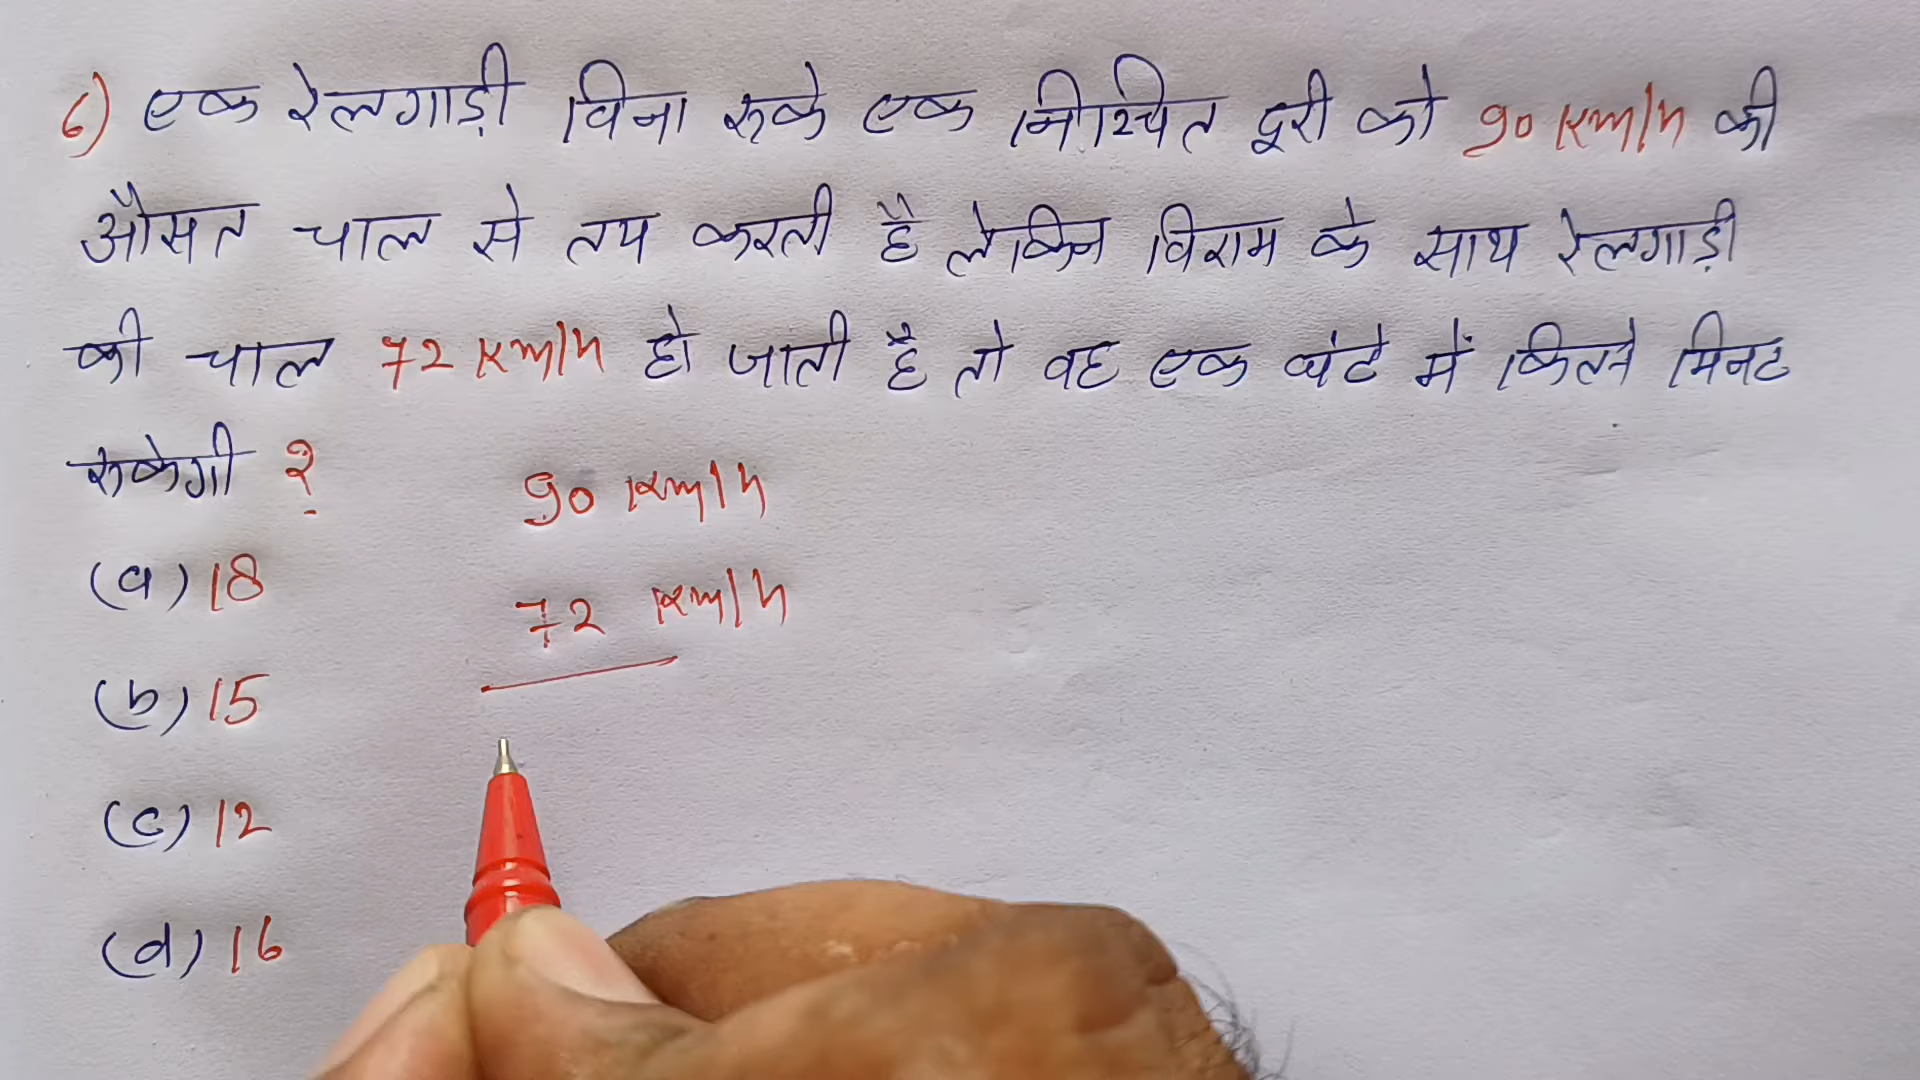 6) एक रेलगाड़ी बिना रुके एक निश्चित दूरी को 90 Km/h की
औसत चाल से तय करती है लेकिन विराम के साथ रेलगाड़ी
की चाल 72 Km/h हो जाती है तो वह एक घंटे में कितने मिनट
रुकेगी ?
90 Km/h
72 Km/h
(a) 18
(b) 15
(c) 12
(d) 16